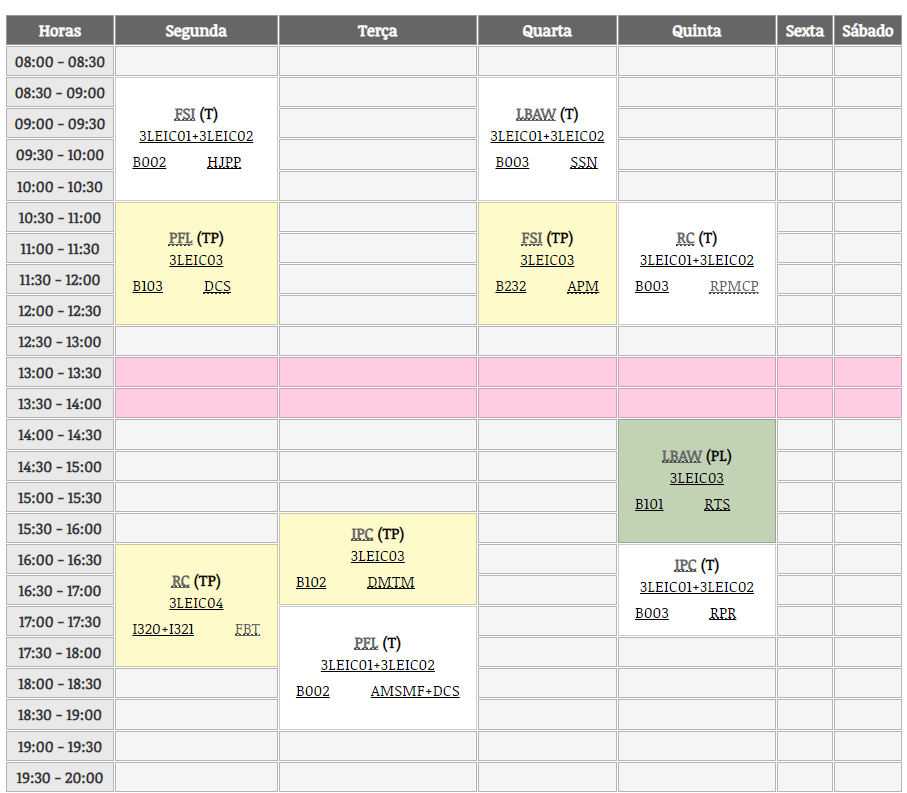 Horas Segunda Terça Quarta Quinta Sexta Sábado
08:00 - 08:30
08:30 - 09:00
FSI (T) LBAW (T)
09:00 - 09:30
3LEIC01+3LEIC02 3LEIC01+3LEIC02
09:30 - 10:00
B002 HJPP B003 SSN
10:00 - 10:30
10:30 - 11:00
PFL (TP) FSI (TP) RC (T)
11:00 - 11:30
3LEIC03 3LEIC03 3LEIC01+3LEIC02
11:30 - 12:00
B103 DCS B232 APM B003 RPMCP
12:00 - 12:30
12:30 - 13:00
13:00 - 13:30
13:30 - 14:00
14:00 - 14:30
LBAW (PL)
14:30 - 15:00
3LEIC03
15:00 - 15:30
B101 RTS
15:30 - 16:00
IPC (TP)
3LEIC03
16:00 - 16:30
IPC (T)
RC (TP)
B102 DMTM
16:30 - 17:00
3LEIC01+3LEIC02
3LEIC04
17:00 - 17:30
B003 RPR
I320+I321 FBT
PFL (T)
17:30 - 18:00
3LEIC01+3LEIC02
18:00 - 18:30
B002 AMSMF+DCS
18:30 - 19:00
19:00 - 19:30
19:30 - 20:00